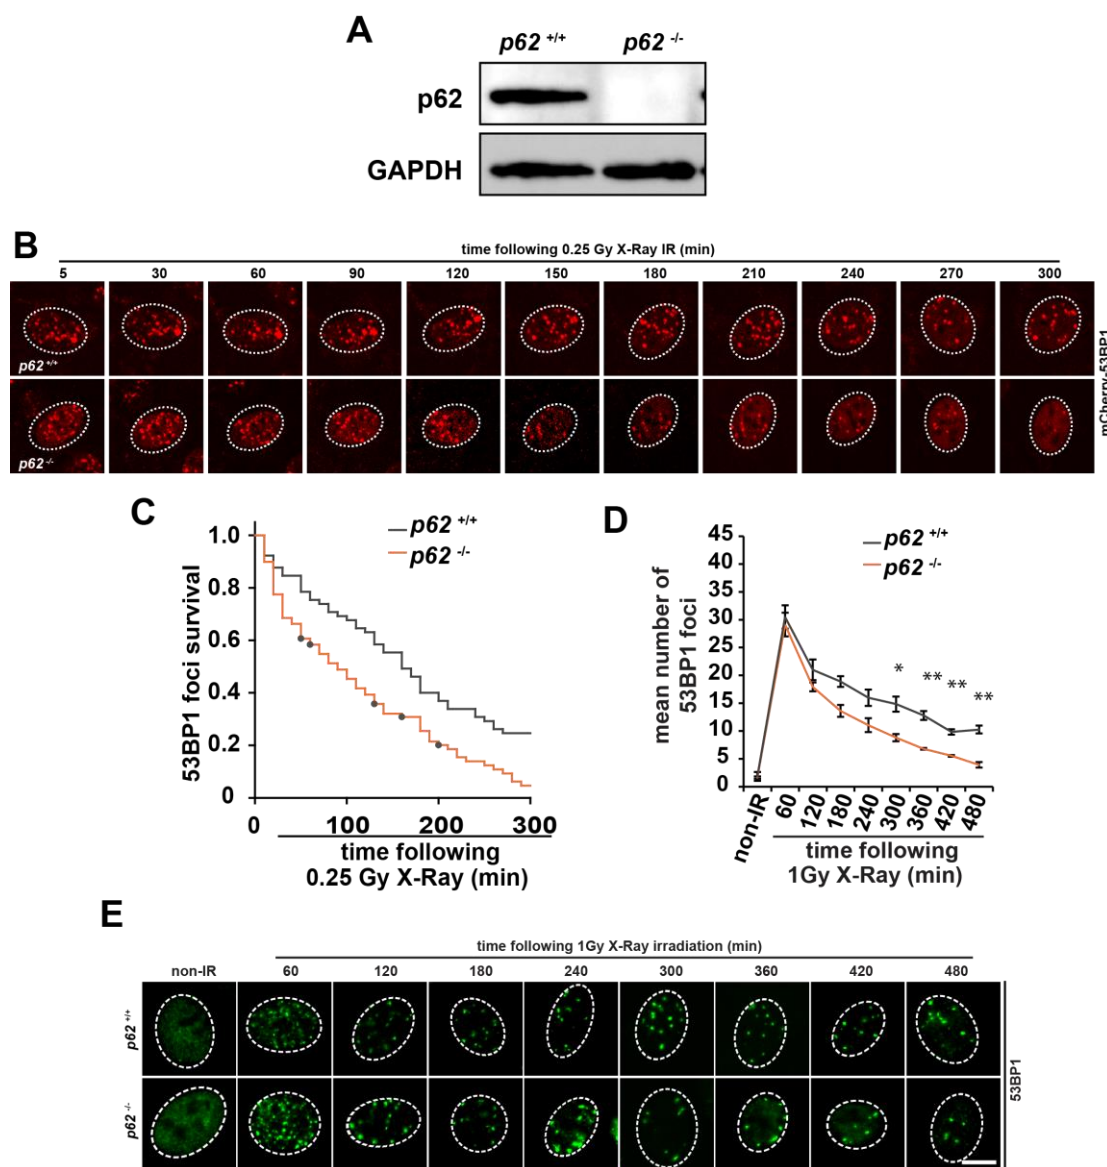 A
p62 +/+ p62 -/-
p62
GAPDH
B
time following 0.25 Gy X-Ray IR (min)
5 30 60 90 120 150 180 210 240 270 300
p62 +/+
p62 -/-
mCherry-53BP1
C
p62 +/+
p62 -/-
53BP1 foci survival
1.0
0.8
0.6
0.4
0.2
0
0 100 200 300
time following
0.25 Gy X-Ray (min)
D
p62 +/+
p62 -/-
mean number of
53BP1 foci
45
40
35
30
25
20
15
10
5
0
* ** ** **
non-IR 60 120 180 240 300 360 420 480
time following
1Gy X-Ray (min)
E
time following 1Gy X-Ray irradiation (min)
non-IR 60 120 180 240 300 360 420 480
p62 +/+
p62 -/-
53BP1